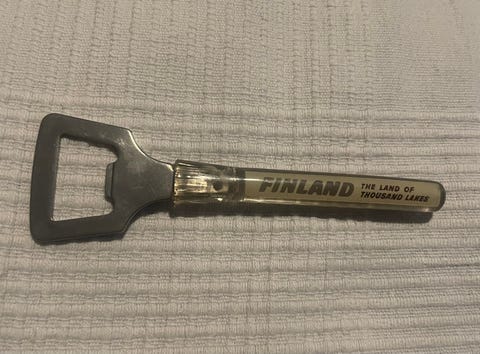 FINLAND
THE LAND OF
THOUSAND LAKES